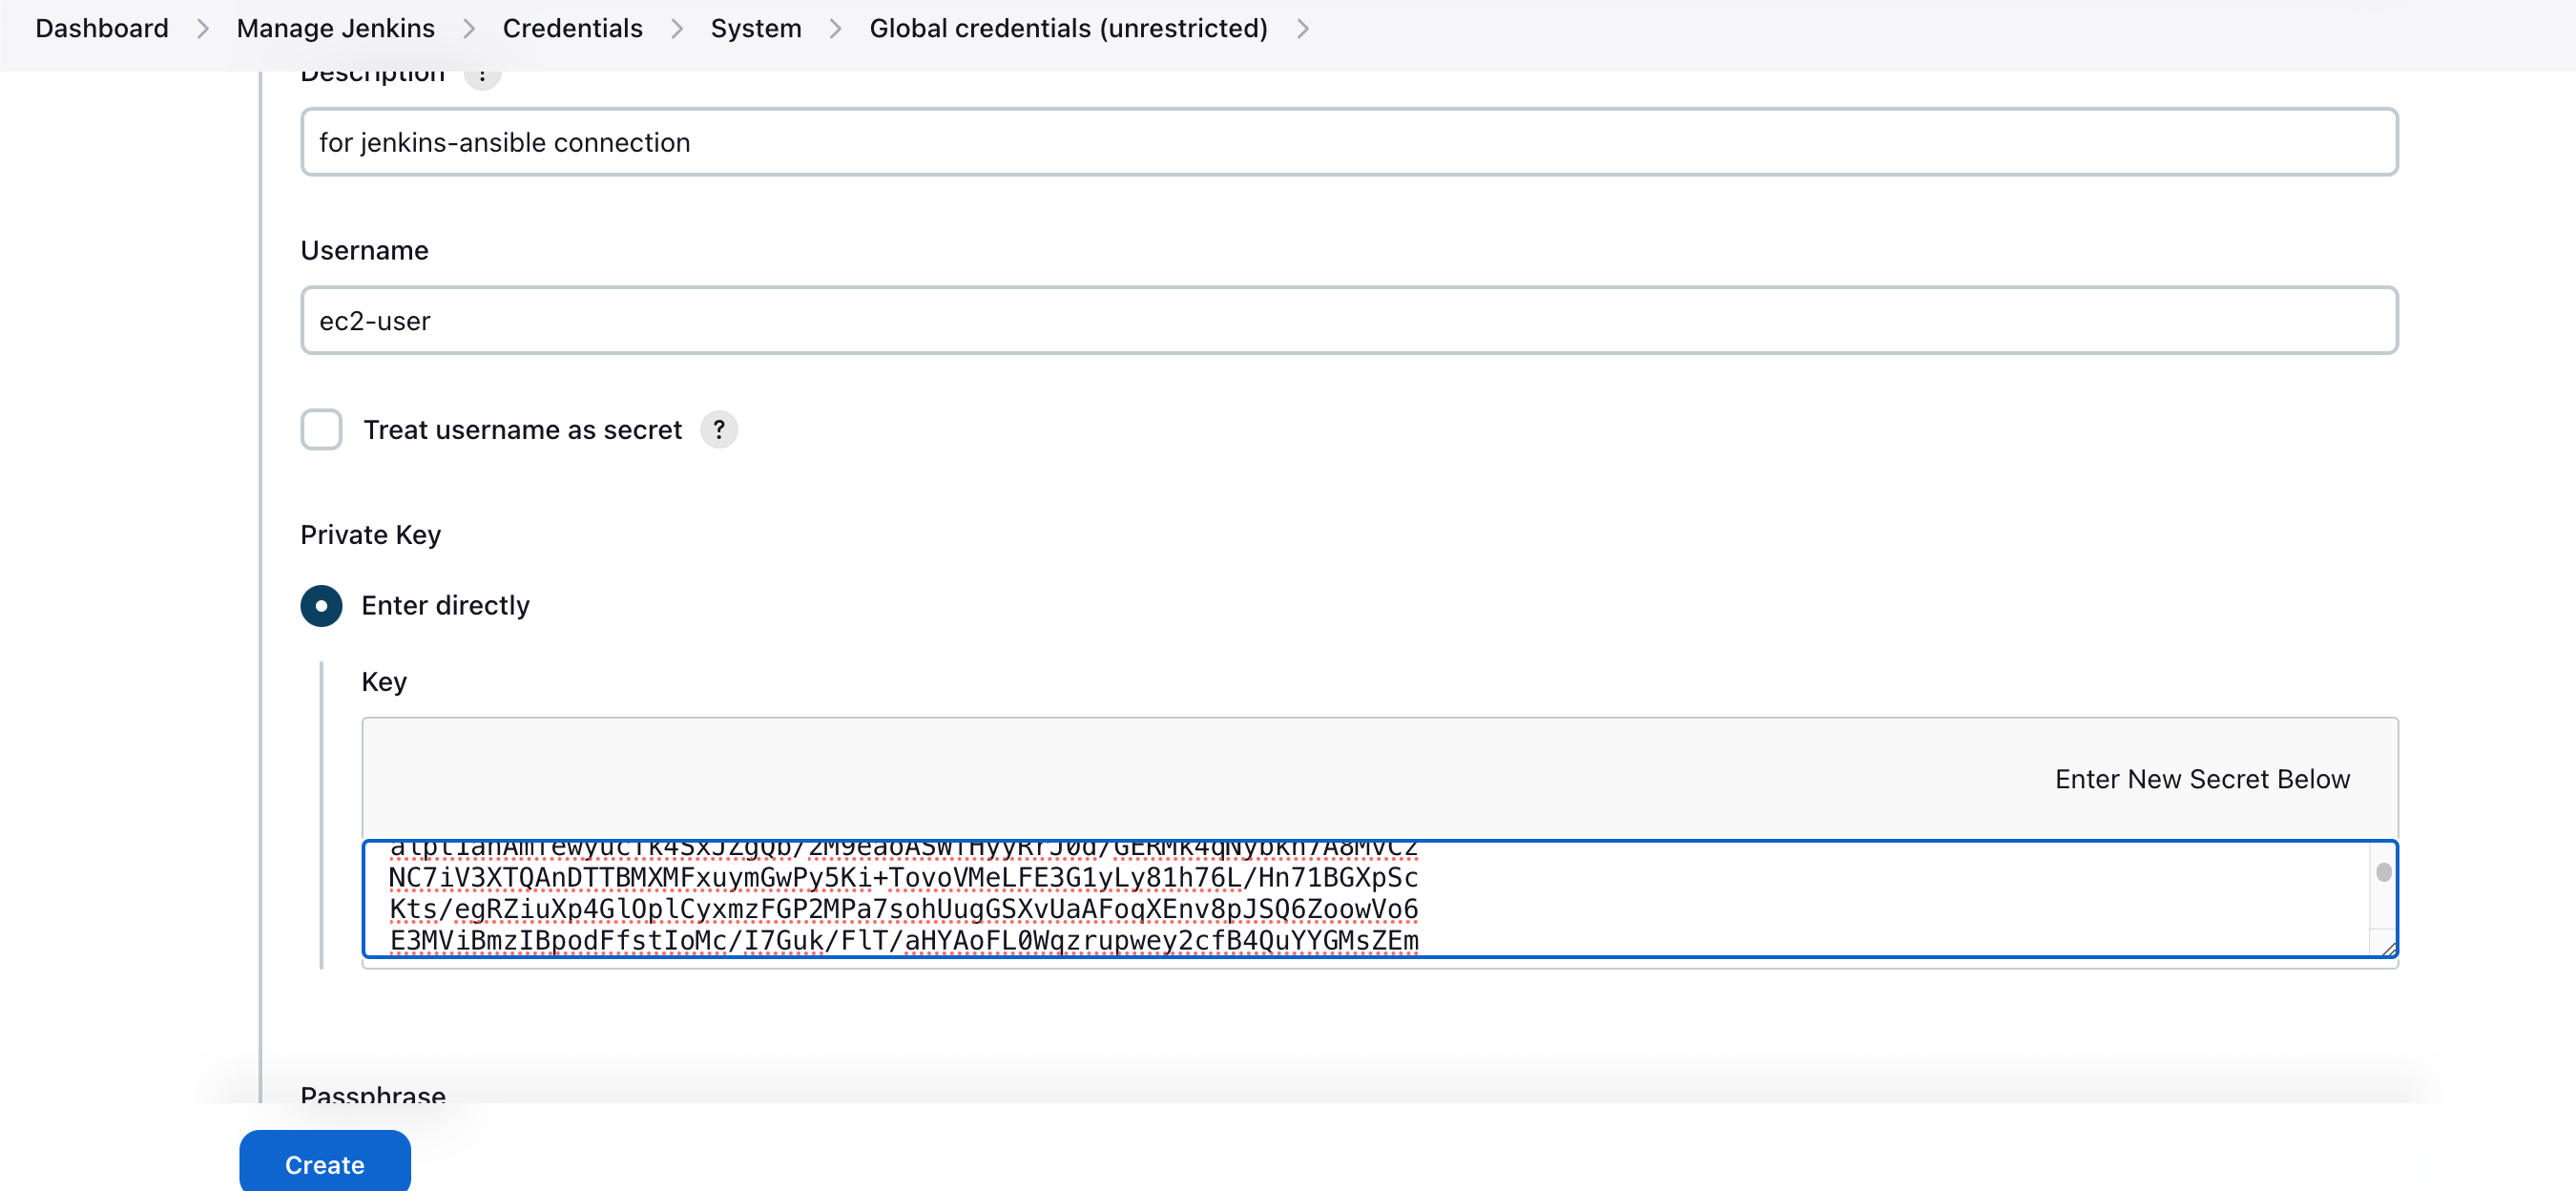 Dashboard > Manage Jenkins > Credentials > System > Global credentials (unrestricted) >
Description ?
for jenkins-ansible connection
Username
ec2-user
Treat username as secret ?
Private Key
Enter directly
Key
Enter New Secret Below
NC7iV3XTQAnDTTBMXMFxuymGwPy5Ki+TovoVMeLFE3G1yLy81h76L/Hn71BGXpSc
Kts/egRZiuXp4GlOplCyxmzFGP2MPa7sohUugGSXvUaAFoqXEnv8pJSQ6ZoowVo6
E3MViBmzIBpodFfstIoMc/I7Guk/FlT/aHYAoFL0Wqzrupwey2cfB4QuYYGMsZEm
Passphrase
Create